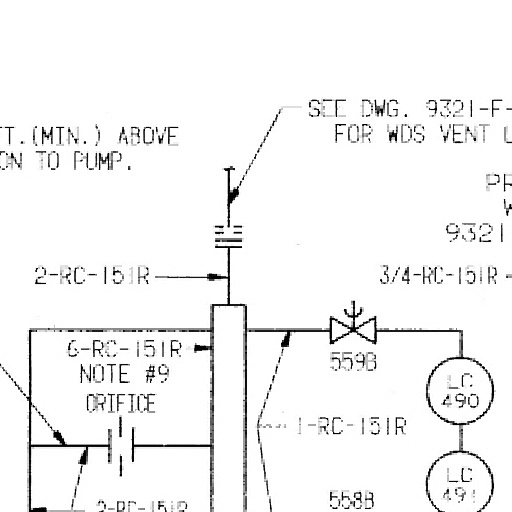 SEE DWG. 9321-F-
FOR WDS VENT L
FT.(MIN.) ABOVE
ON TO PUMP.
PR
W
9321
2-RC-151R
3/4-RC-151R
6-RC-151R
NOTE #9
ORIFICE
559B
LC
490
1-RC-151R
LC
491
558B
2-RC-151R